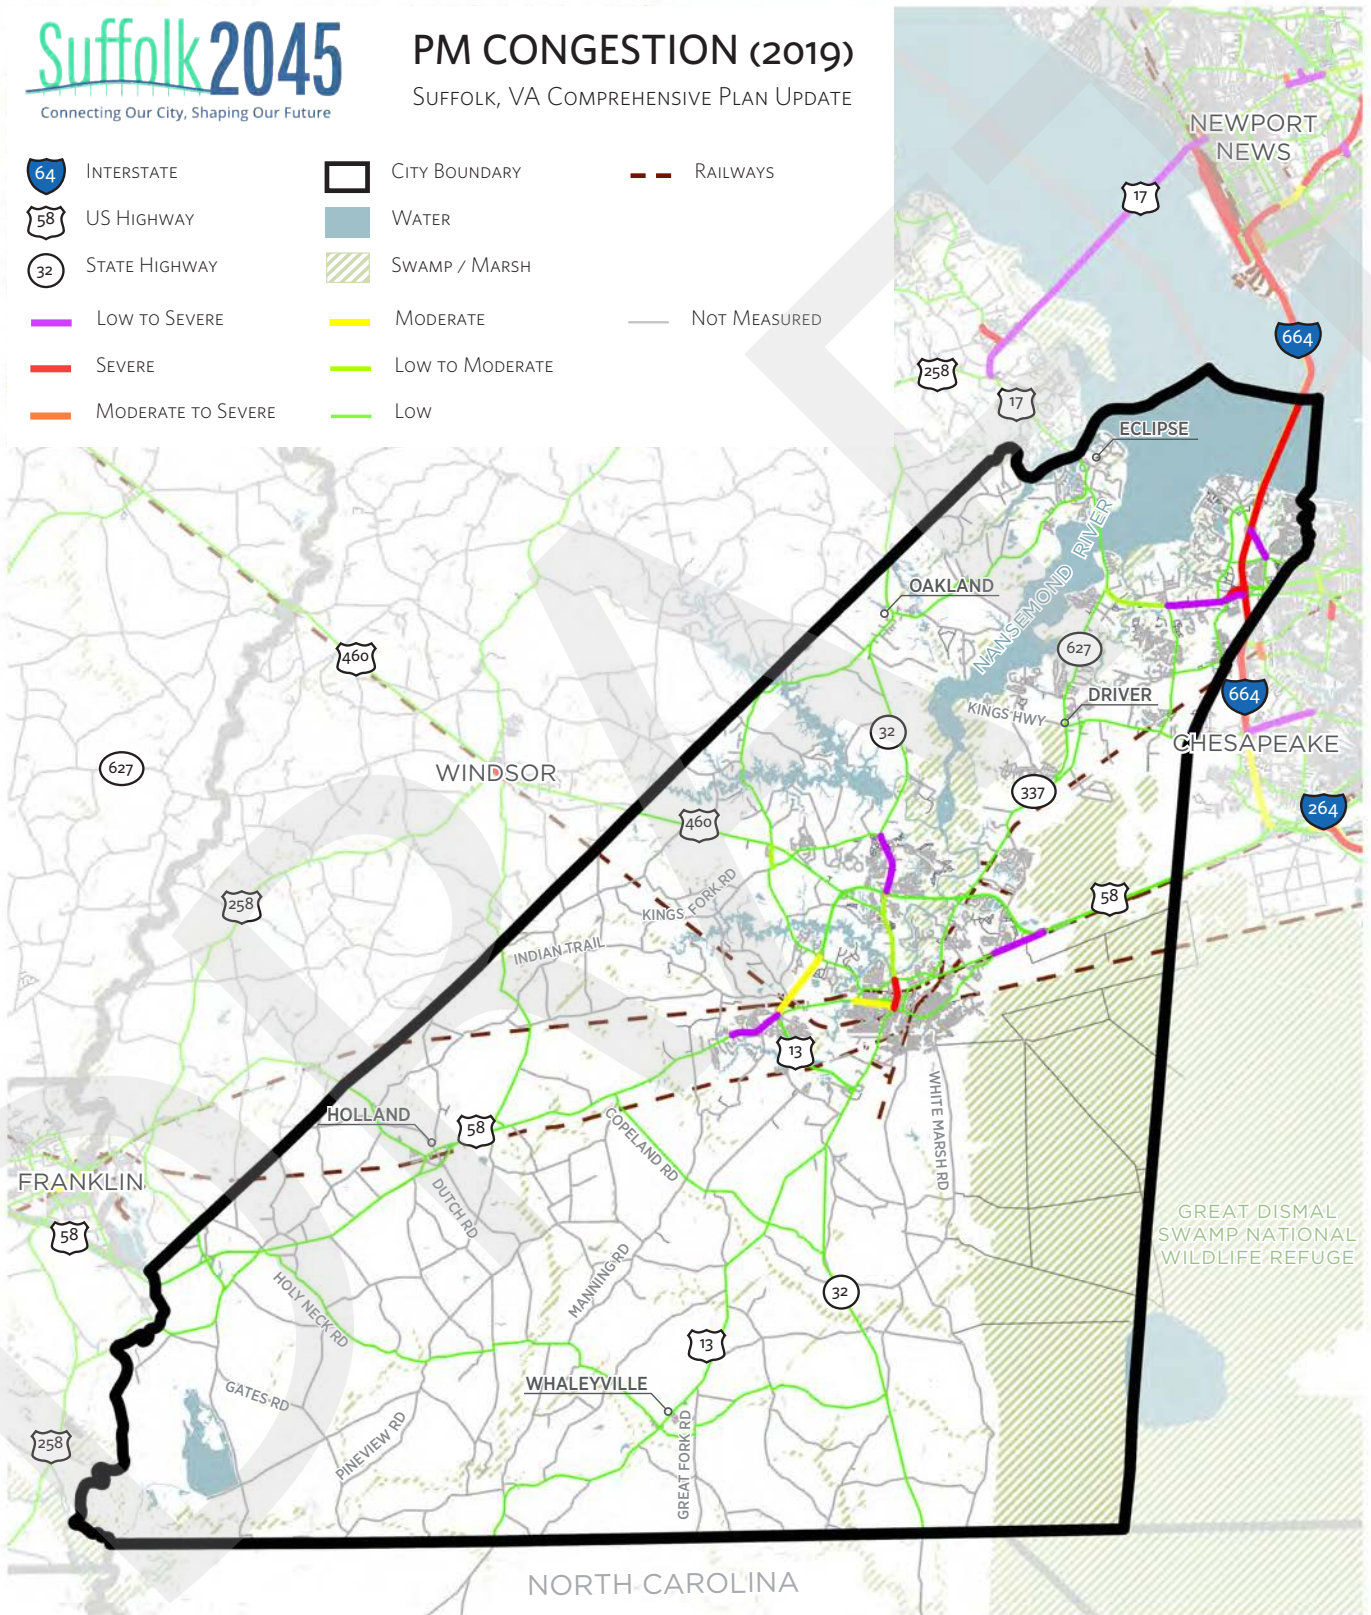 Suffolk 2045
Connecting Our City, Shaping Our Future
PM CONGESTION (2019)
SUFFOLK, VA COMPREHENSIVE PLAN UPDATE
64 INTERSTATE
58 US HIGHWAY
32 STATE HIGHWAY
CITY BOUNDARY
WATER
SWAMP / MARSH
RAILWAYS
LOW TO SEVERE
SEVERE
MODERATE TO SEVERE
MODERATE
LOW TO MODERATE
LOW
NOT MEASURED
NEWPORT
NEWS
17
664
258
17
ECLIPSE
NANSEMOND RIVER
OAKLAND
460
627
627
664
DRIVER
KINGS HWY
32
CHESAPEAKE
WINDSOR
337
264
460
58
258
KINGS FORK RD
INDIAN TRAIL
13
HOLLAND
58
COPELAND RD
WHITE MARSH RD
FRANKLIN
DUTCH RD
58
GREAT DISMAL
SWAMP NATIONAL
WILDLIFE REFUGE
HOLY NECK RD
MANNING RD
32
13
GATES RD
WHALEYVILLE
258
PINEVIEW RD
GREAT FORK RD
NORTH CAROLINA
DRAFT